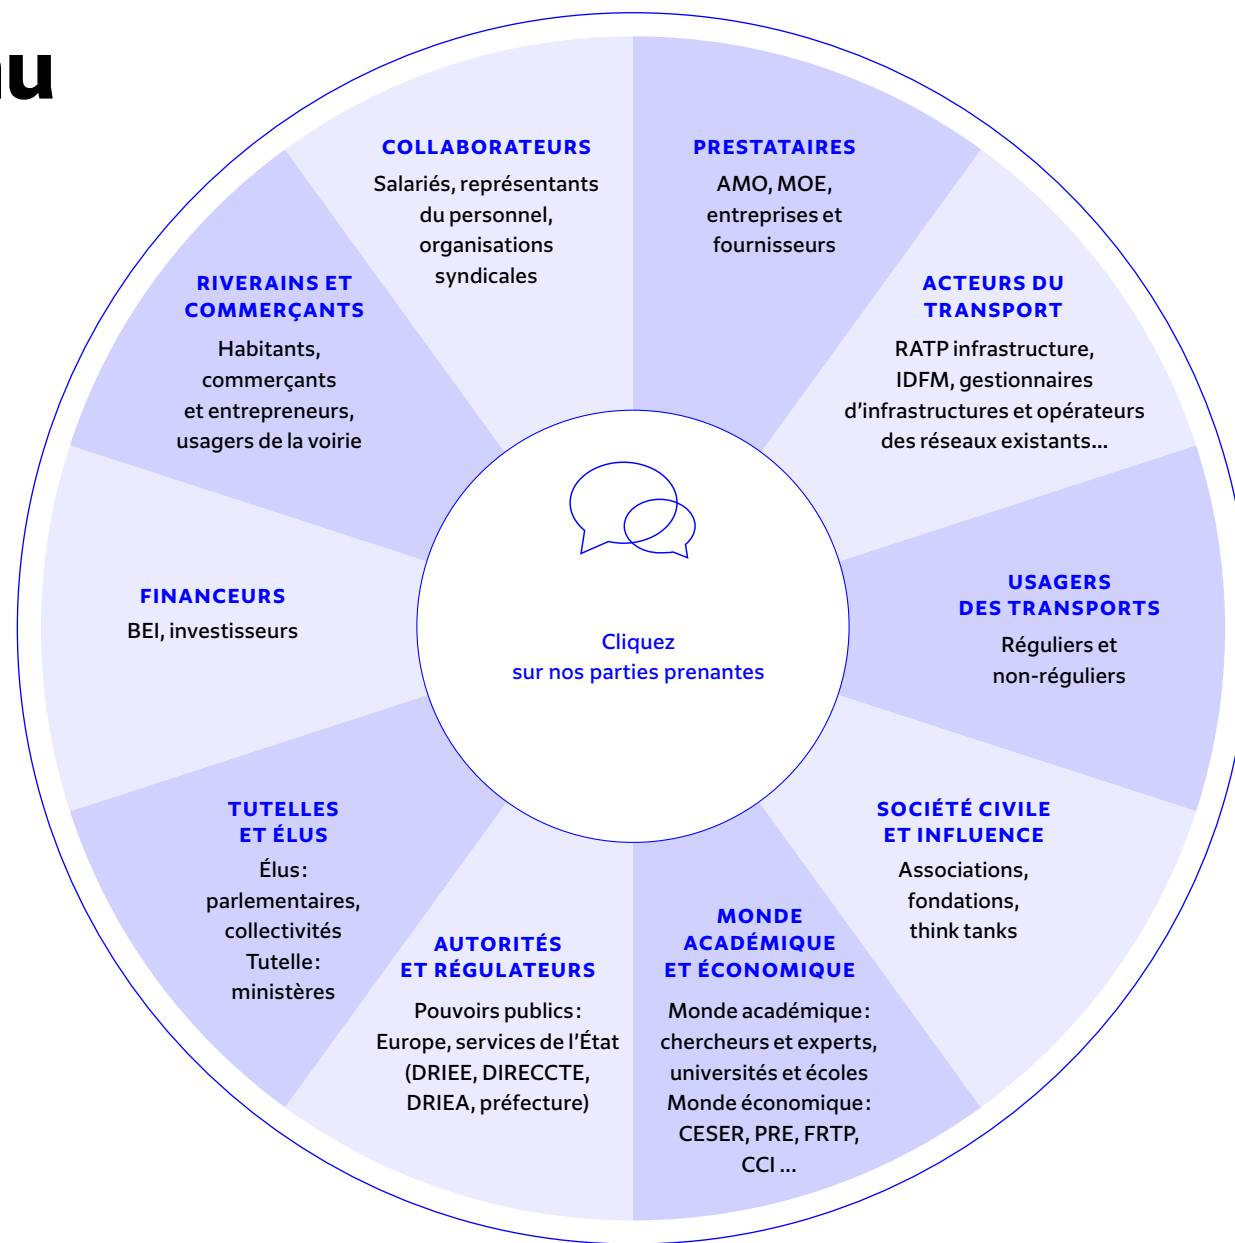 COLLABORATEURS
Salariés, représentants
du personnel,
organisations
syndicales
PRESTATAIRES
AMO, MOE,
entreprises et
fournisseurs
ACTEURS DU
TRANSPORT
RATP infrastructure,
IDFM, gestionnaires
d’infrastructures et opérateurs
des réseaux existants...
USAGERS
DES TRANSPORTS
Réguliers et
non-réguliers
SOCIÉTÉ CIVILE
ET INFLUENCE
Associations,
fondations,
think tanks
MONDE
ACADÉMIQUE
ET ÉCONOMIQUE
Monde académique :
chercheurs et experts,
universités et écoles
Monde économique :
CESER, PRE, FRTP,
CCI ...
AUTORITÉS
ET RÉGULATEURS
Pouvoirs publics :
Europe, services de l’État
(DRIEE, DIRECCTE,
DRIEA, préfecture)
TUTELLES
ET ÉLUS
Élus :
parlementaires,
collectivités
Tutelle :
ministères
FINANCEURS
BEI, investisseurs
RIVERAINS ET
COMMERÇANTS
Habitants,
commerçants
et entrepreneurs,
usagers de la voirie
Cliquez
sur nos parties prenantes